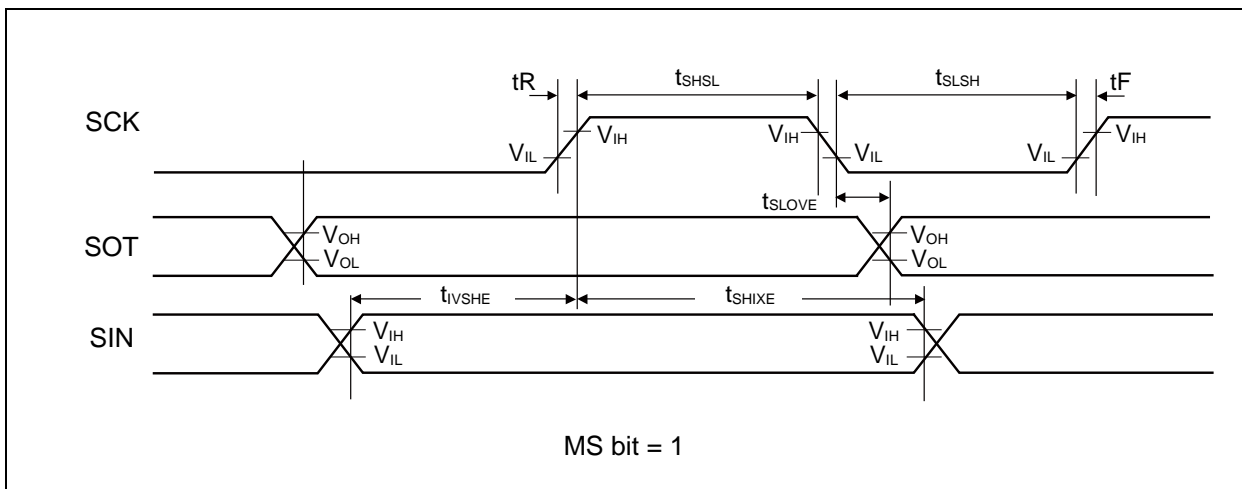 tR tSHSL tSLSH tF
SCK
VIH VIH VIH
VIL VIL VIL
tSLOVE
SOT
VOH VOH
VOL VOL
tIVSHE tSHIXE
SIN
VIH VIH
VIL VIL
MS bit = 1